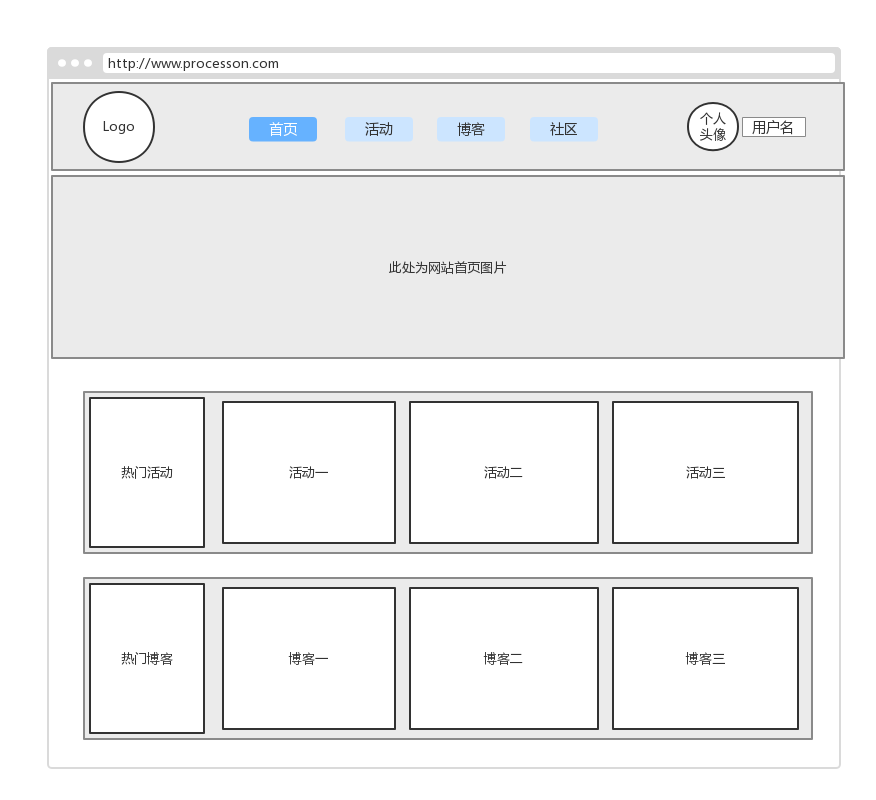 http://www.processon.com
Logo
首页
活动
博客
社区
个人
头像
用户名
此处为网站首页图片
热门活动
活动一
活动二
活动三
热门博客
博客一
博客二
博客三